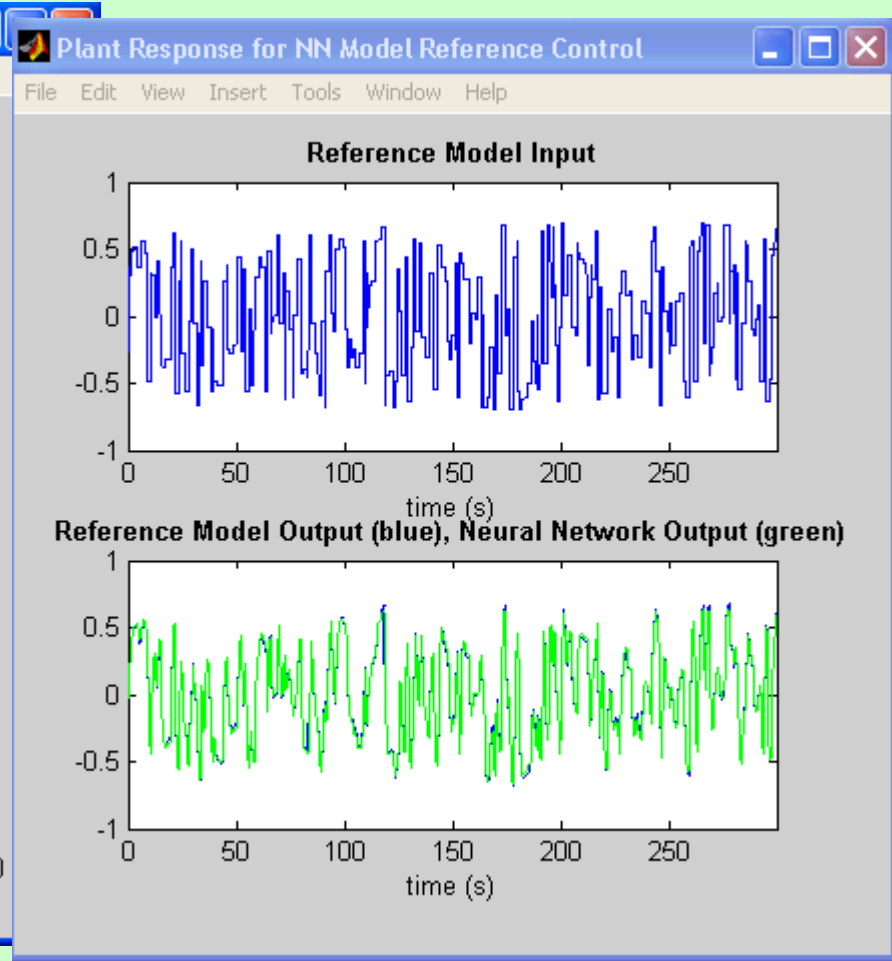 Plant Response for NN Model Reference Control
File Edit View Insert Tools Window Help
Reference Model Input
1
0.5
0
-0.5
-1
0 50 100 150 200 250
time (s)
Reference Model Output (blue), Neural Network Output (green)
1
0.5
0
-0.5
-1
0 50 100 150 200 250
time (s)
)